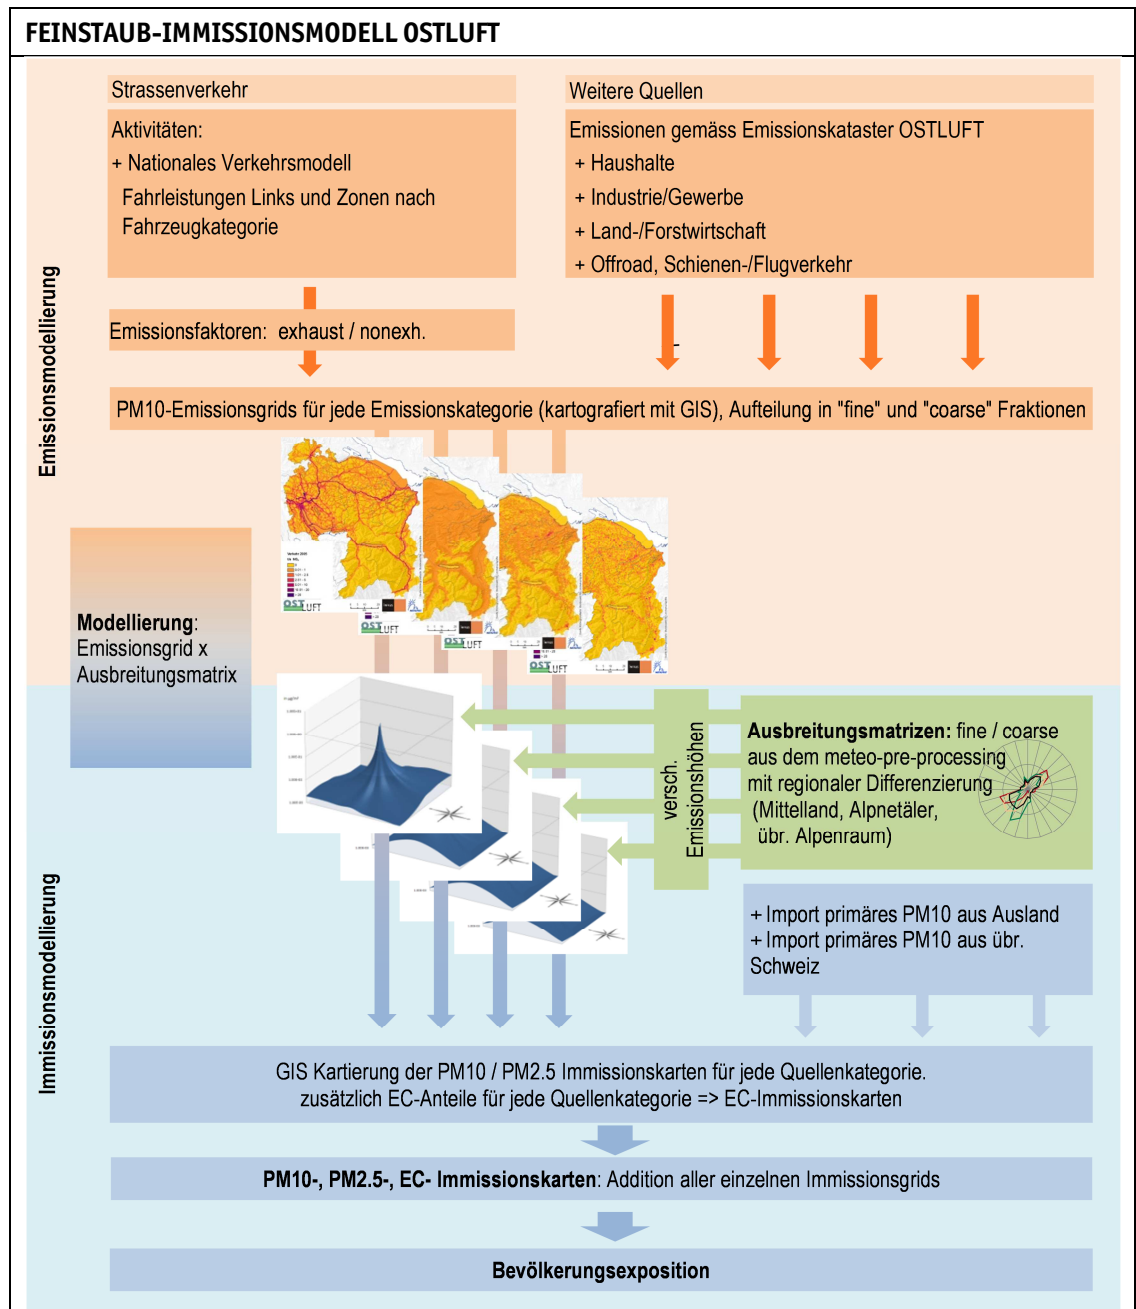 FEINSTAUB-IMMISSIONSMODELL OSTLUFT
Strassenverkehr
Aktivitäten:
+ Nationales Verkehrsmodell
Fahrleistungen Links und Zonen nach
Fahrzeugkategorie
Weitere Quellen
Emissionen gemäss Emissionskataster OSTLUFT
+ Haushalte
+ Industrie/Gewerbe
+ Land-/Forstwirtschaft
+ Offroad, Schienen-/Flugverkehr
Emissionsmodellierung
Emissionsfaktoren: exhaust / nonexh.
PM10-Emissionsgrids für jede Emissionskategorie (kartografiert mit GIS), Aufteilung in "fine" und "coarse" Fraktionen
OSTLUFT
OSTLUFT
OSTLUFT
OSTLUFT
Modellierung:
Emissionsgrid x
Ausbreitungsmatrix
versch.
Emissionshöhen
Ausbreitungsmatrizen: fine / coarse
aus dem meteo-pre-processing
mit regionaler Differenzierung
(Mittelland, Alpnetäler,
übr. Alpenraum)
Immissionsmodellierung
+ Import primäres PM10 aus Ausland
+ Import primäres PM10 aus übr.
Schweiz
GIS Kartierung der PM10 / PM2.5 Immissionskarten für jede Quellenkategorie.
zusätzlich EC-Anteile für jede Quellenkategorie => EC-Immissionskarten
PM10-, PM2.5-, EC- Immissionskarten: Addition aller einzelnen Immissionsgrids
Bevölkerungsexposition